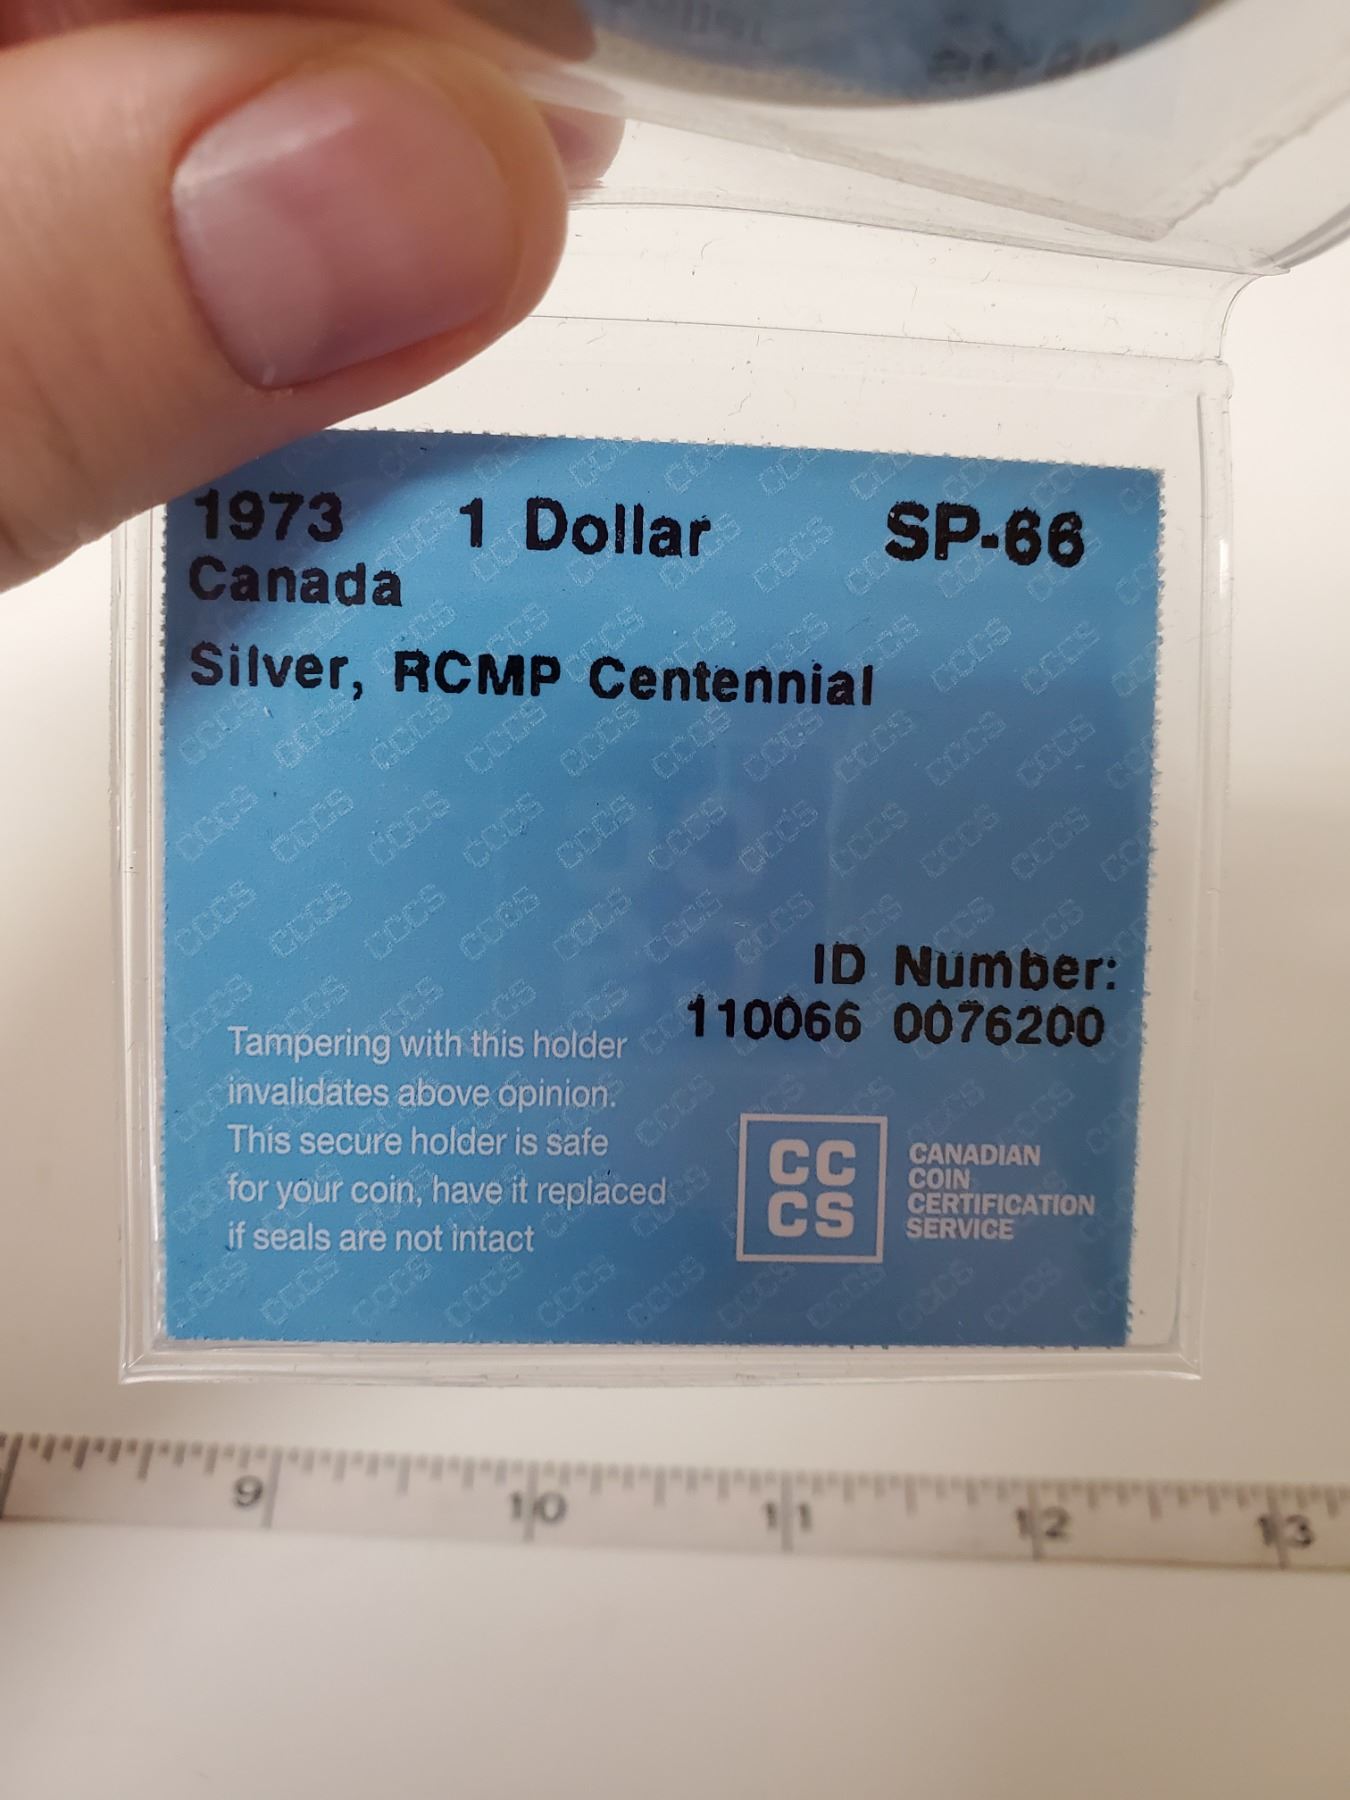 1973 1 Dollar SP-66
Canada
Silver, RCMP Centennial
ID Number:
110066 0076200
Tampering with this holder
invalidates above opinion.
This secure holder is safe
for your coin, have it replaced
if seals are not intact
CC
CS
CANADIAN
COIN
CERTIFICATION
SERVICE
9 10 11 12 13